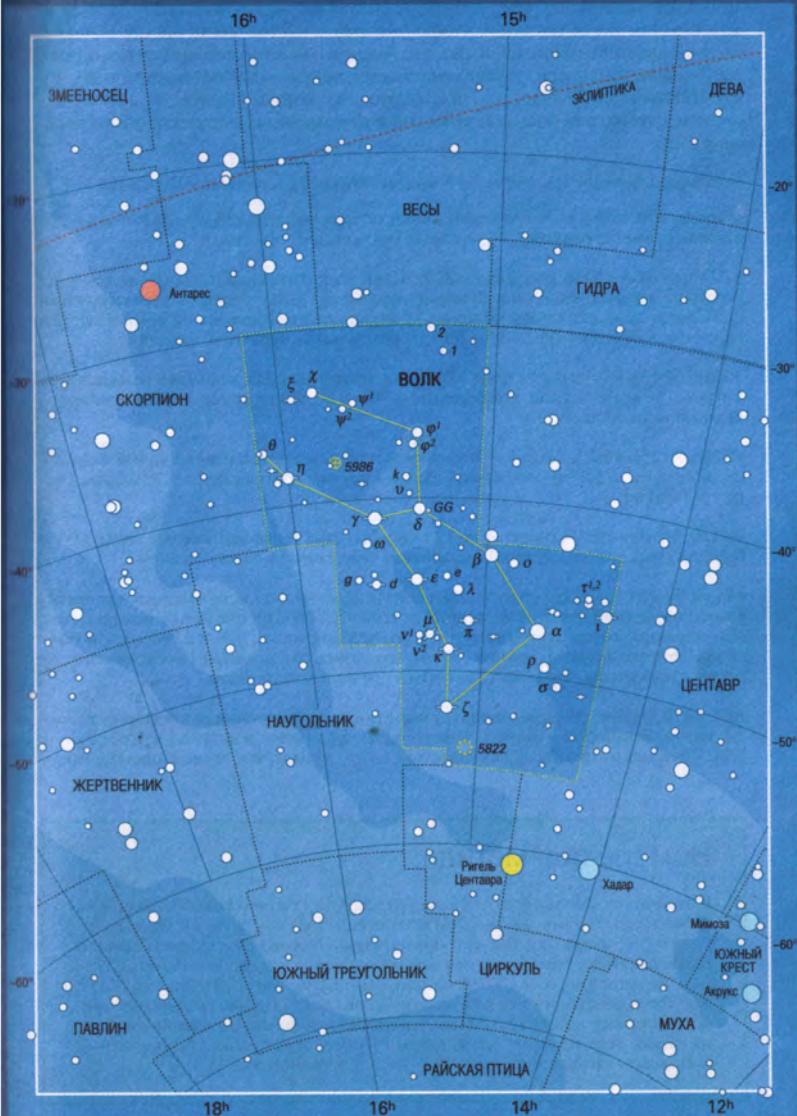 16h
15h
ЗМЕЕНОСЕЦ
ЭКЛИПТИКА
ДЕВА
-20°
-20°
ВЕСЫ
ГИДРА
Антарес
2
1
-30°
-30°
ВОЛК
СКОРПИОН
ξ
χ
ψ¹
ψ²
φ¹
φ²
θ
η
5986
k
υ
GG
γ
δ
ω
β
ο
-40°
-40°
g
d
ε
e
λ
τ¹,²
ι
μ
π
α
ν¹
ν²
κ
ρ
σ
ЦЕНТАВР
ζ
НАУГОЛЬНИК
5822
-50°
-50°
ЖЕРТВЕННИК
Ригель
Центавра
Хадар
Мимоза
-60°
-60°
ЮЖНЫЙ
КРЕСТ
ЮЖНЫЙ ТРЕУГОЛЬНИК
ЦИРКУЛЬ
Акрукс
ПАВЛИН
МУХА
РАЙСКАЯ ПТИЦА
18h
16h
14h
12h